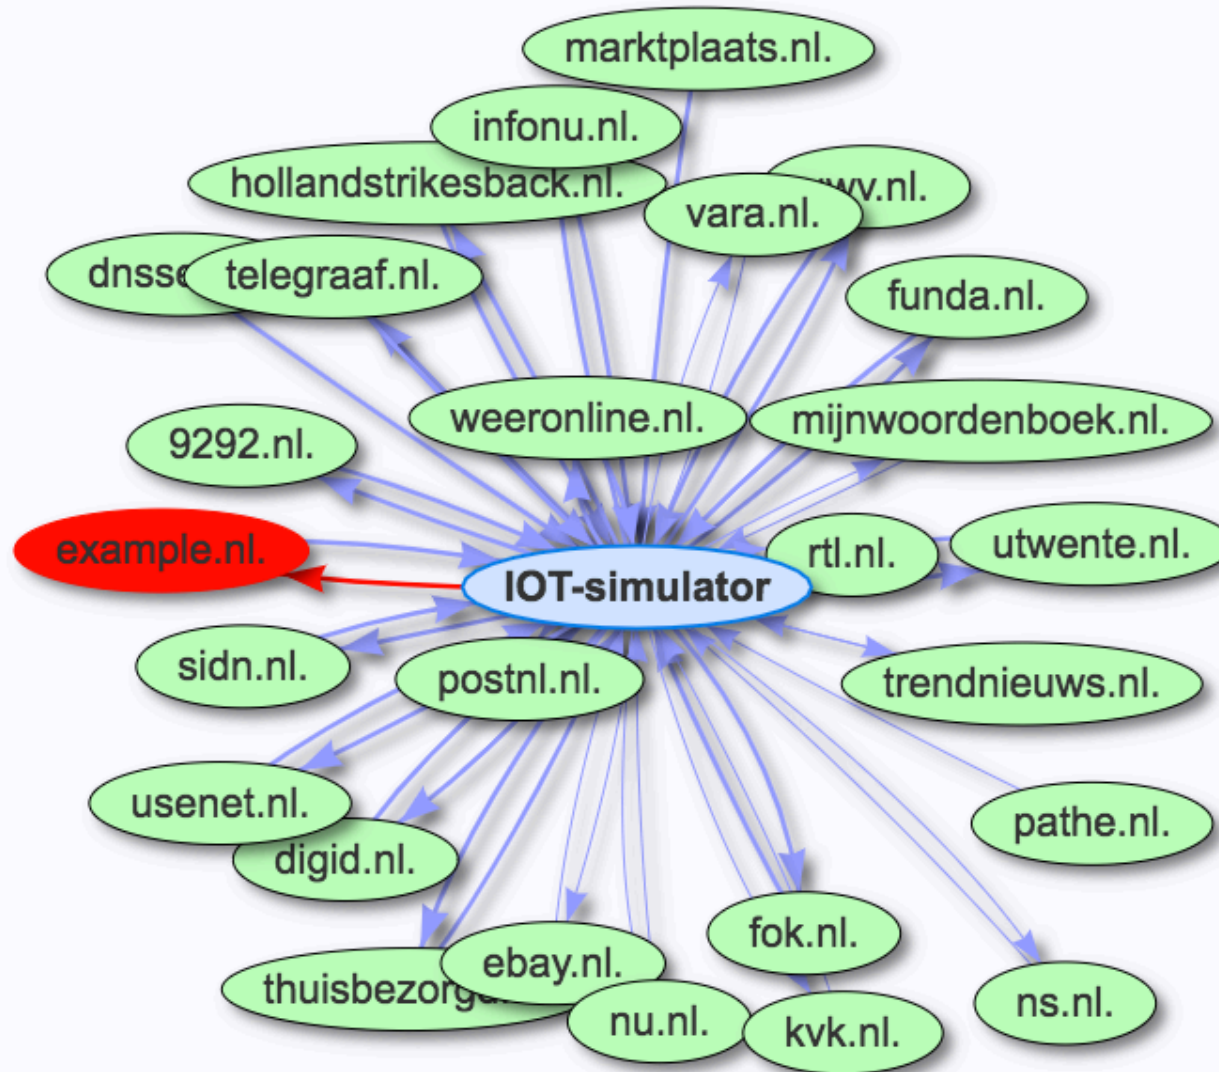 marktplaats.nl.
infonu.nl.
hollandstrikesback.nl.
vara.nl.
telegraaf.nl.
funda.nl.
weeronline.nl.
mijnwoordenboek.nl.
9292.nl.
example.nl.
rtl.nl.
utwente.nl.
IOT-simulator
sidn.nl.
postnl.nl.
trendnieuws.nl.
usenet.nl.
pathe.nl.
digid.nl.
fok.nl.
ebay.nl.
ns.nl.
nu.nl.
kvk.nl.